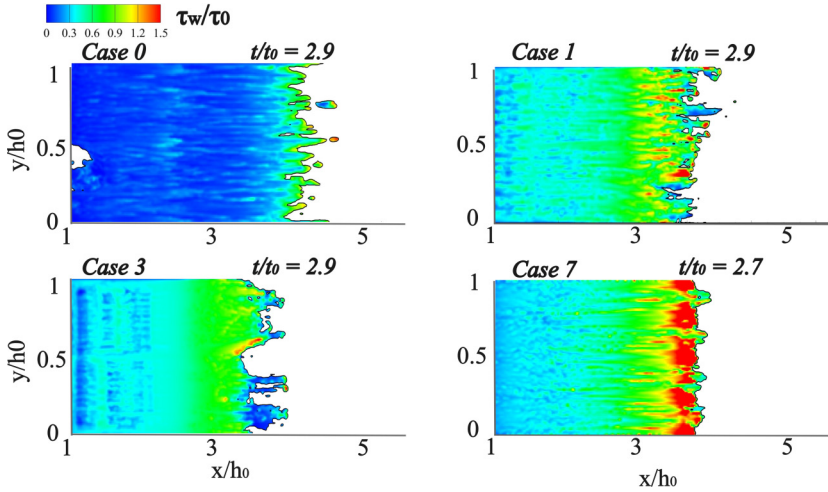 0 0.3 0.6 0.9 1.2 1.5
τw/τ0
Case 0 t/t0 = 2.9
1
0.5
0
y/h0
1 3 5
Case 1 t/t0 = 2.9
1
0.5
0
1 3 5
Case 3 t/t0 = 2.9
1
0.5
0
y/h0
1 3 5
x/h0
Case 7 t/t0 = 2.7
1
0.5
0
1 3 5
x/h0